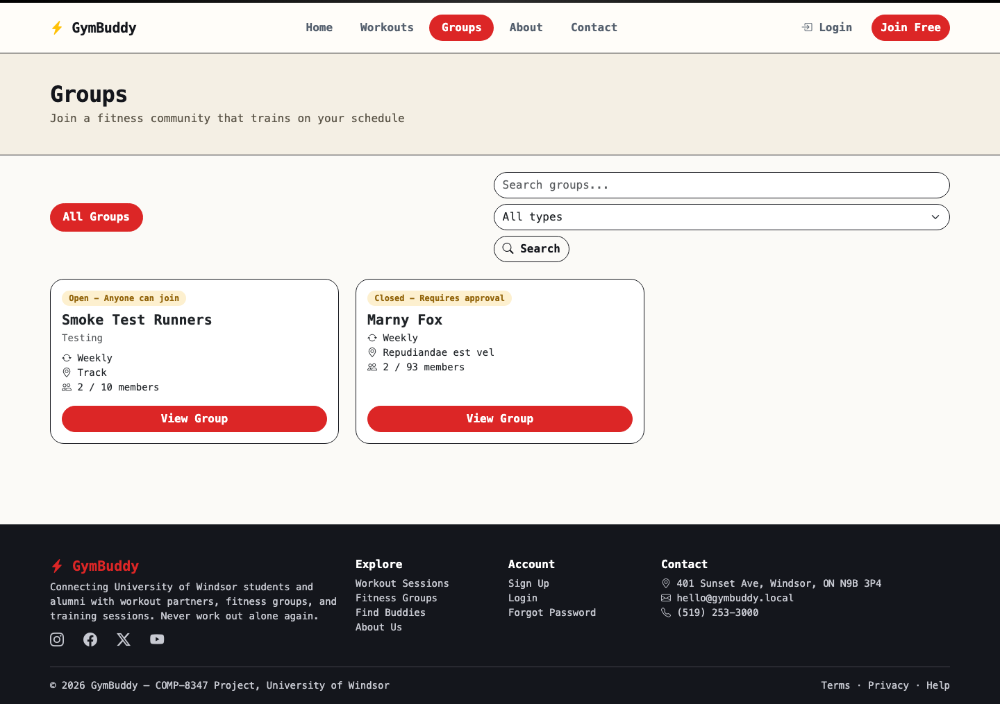 GymBuddy
Home
Workouts
Groups
About
Contact
Login
Join Free
Groups
Join a fitness community that trains on your schedule
Search groups...
All Groups
All types
Search
Open – Anyone can join
Smoke Test Runners
Testing
Weekly
Track
2 / 10 members
View Group
Closed – Requires approval
Marny Fox
Weekly
Repudiandae est vel
2 / 93 members
View Group
GymBuddy
Connecting University of Windsor students and
alumni with workout partners, fitness groups, and
training sessions. Never work out alone again.
Explore
Workout Sessions
Fitness Groups
Find Buddies
About Us
Account
Sign Up
Login
Forgot Password
Contact
401 Sunset Ave, Windsor, ON N9B 3P4
hello@gymbuddy.local
(519) 253-3000
© 2026 GymBuddy — COMP-8347 Project, University of Windsor
Terms · Privacy · Help